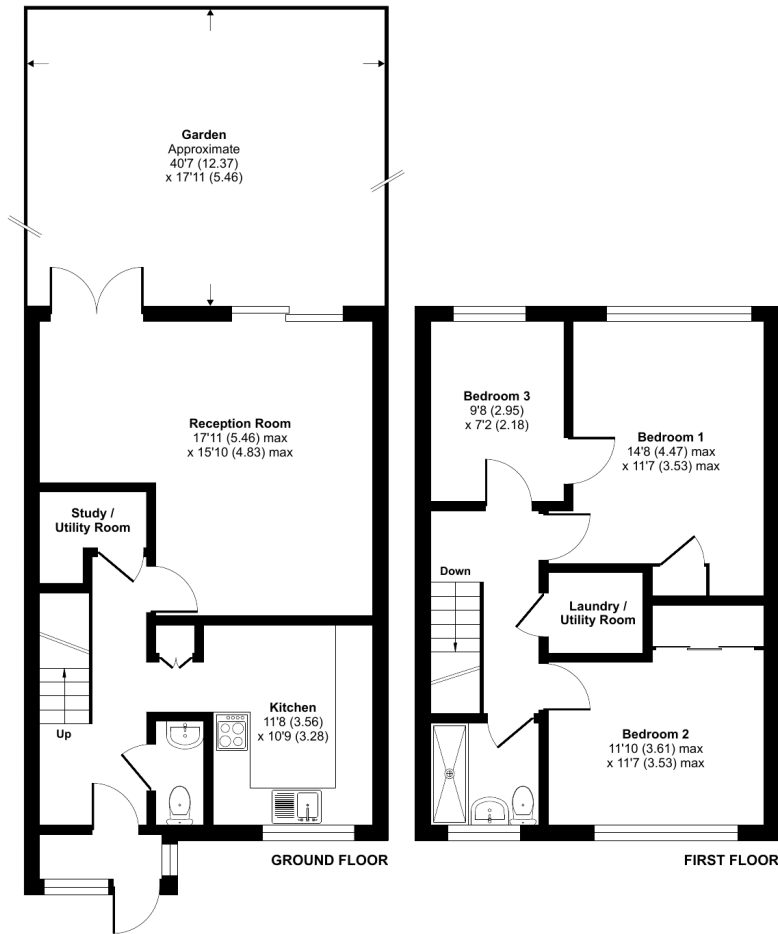 Garden
Approximate
40'7 (12.37)
x 17'11 (5.46)
Reception Room
17'11 (5.46) max
x 15'10 (4.83) max
Study /
Utility Room
Up
Kitchen
11'8 (3.56)
x 10'9 (3.28)
GROUND FLOOR
Bedroom 3
9'8 (2.95)
x 7'2 (2.18)
Bedroom 1
14'8 (4.47) max
x 11'7 (3.53) max
Down
Laundry /
Utility Room
Bedroom 2
11'10 (3.61) max
x 11'7 (3.53) max
FIRST FLOOR